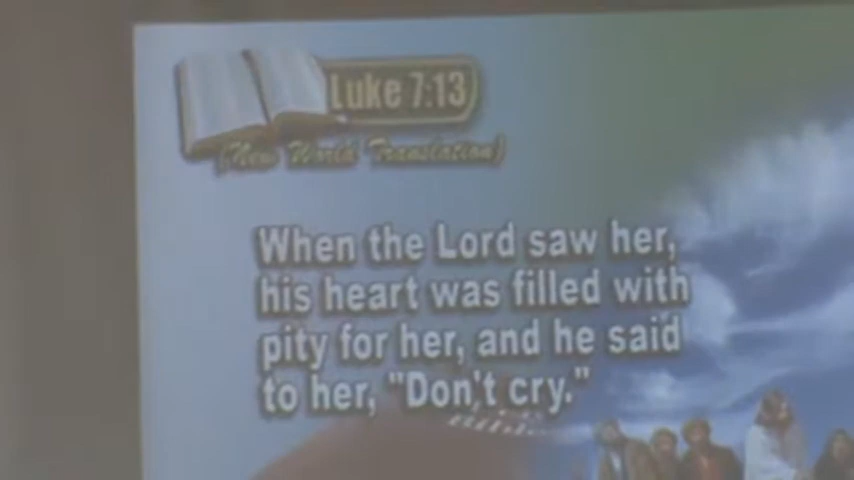 Luke 7:13
(New World Translation)
When the Lord saw her,
his heart was filled with
pity for her, and he said
to her, "Don't cry."